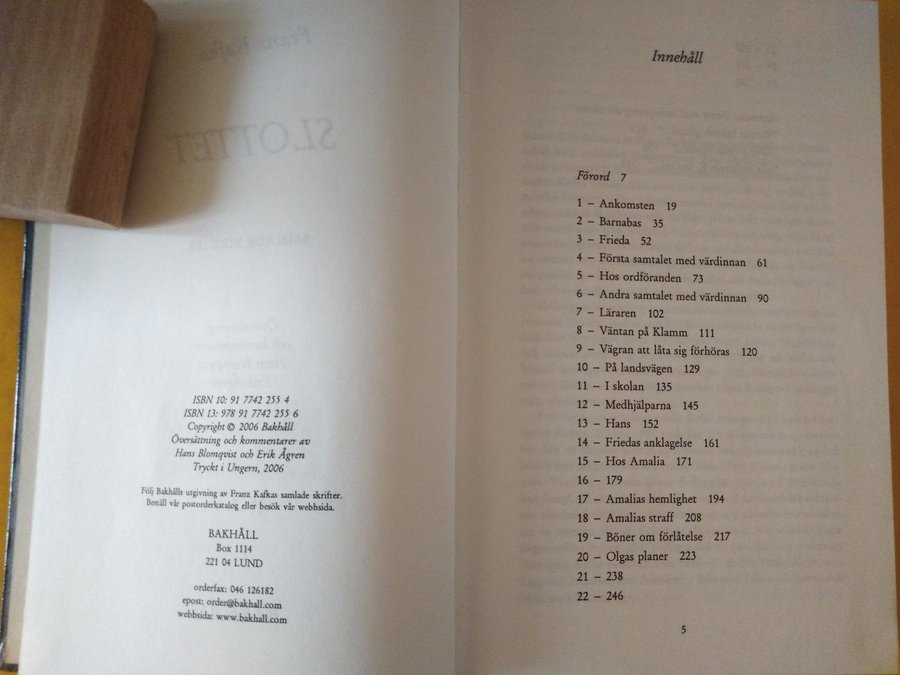 Franz Kafka
SLOTTET
SAMLADE SKRIFTER
ISBN 10: 91 7742 255 4
ISBN 13: 978 91 7742 255 6
Copyright © 2006 Bakhåll
Översättning och kommentarer av
Hans Blomqvist och Erik Ågren
Tryckt i Ungern, 2006
Följ Bakhålls utgivning av Franz Kafkas samlade skrifter.
Beställ vår postorderkatalog eller besök vår webbsida.
BAKHÅLL
Box 1114
221 04 LUND
orderfax: 046 126182
epost: order@bakhall.com
webbsida: www.bakhall.com
Innehåll
Förord 7
1 – Ankomsten 19
2 – Barnabas 35
3 – Frieda 52
4 – Första samtalet med värdinnan 61
5 – Hos ordföranden 73
6 – Andra samtalet med värdinnan 90
7 – Läraren 102
8 – Väntan på Klamm 111
9 – Vägran att låta sig förhöras 120
10 – På landsvägen 129
11 – I skolan 135
12 – Medhjälparna 145
13 – Hans 152
14 – Friedas anklagelse 161
15 – Hos Amalia 171
16 – 179
17 – Amalias hemlighet 194
18 – Amalias straff 208
19 – Böner om förlåtelse 217
20 – Olgas planer 223
21 – 238
22 – 246
5